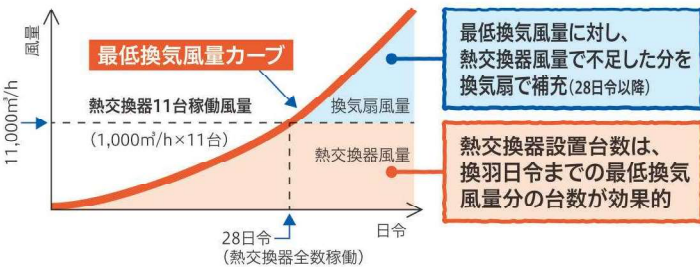 風量
11,000㎥/h
最低換気風量カーブ
熱交換器11台稼働風量
(1,000㎥/h×11台)
換気扇風量
熱交換器風量
28日令
(熱交換器全数稼働)
日令
最低換気風量に対し、
熱交換器風量で不足した分を
換気扇で補充(28日令以降)
熱交換器設置台数は、
換羽日令までの最低換気
風量分の台数が効果的